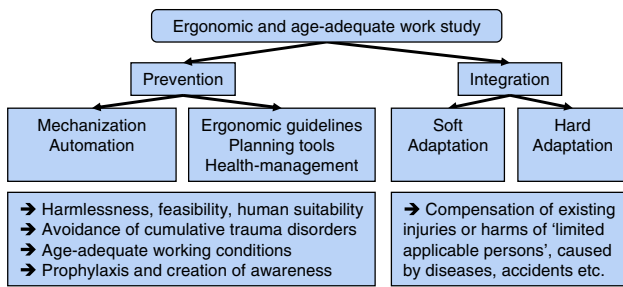 Ergonomic and age-adequate work study
Prevention
Integration
Mechanization
Automation
Ergonomic guidelines
Planning tools
Health-management
Soft
Adaptation
Hard
Adaptation
➔ Harmlessness, feasibility, human suitability
➔ Avoidance of cumulative trauma disorders
➔ Age-adequate working conditions
➔ Prophylaxis and creation of awareness
➔ Compensation of existing
injuries or harms of ‘limited
applicable persons’, caused
by diseases, accidents etc.